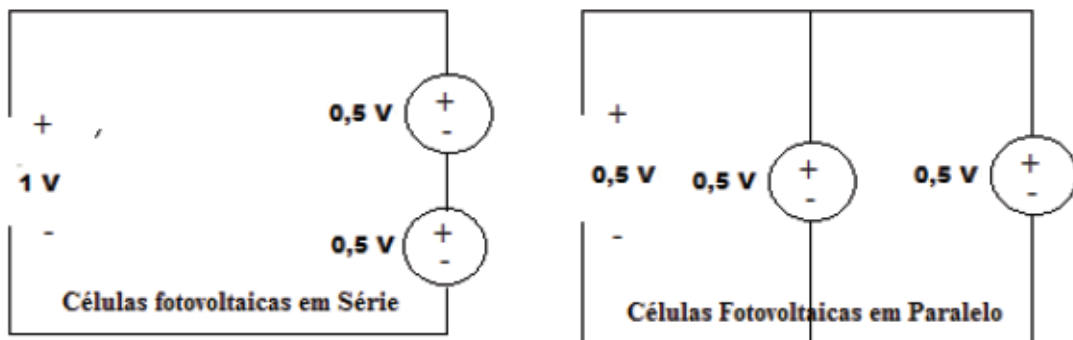 +
1 V
-
0,5 V
+
-
0,5 V
+
-
Células fotovoltaicas em Série
+
0,5 V
-
0,5 V
+
-
0,5 V
+
-
Células Fotovoltaicas em Paralelo